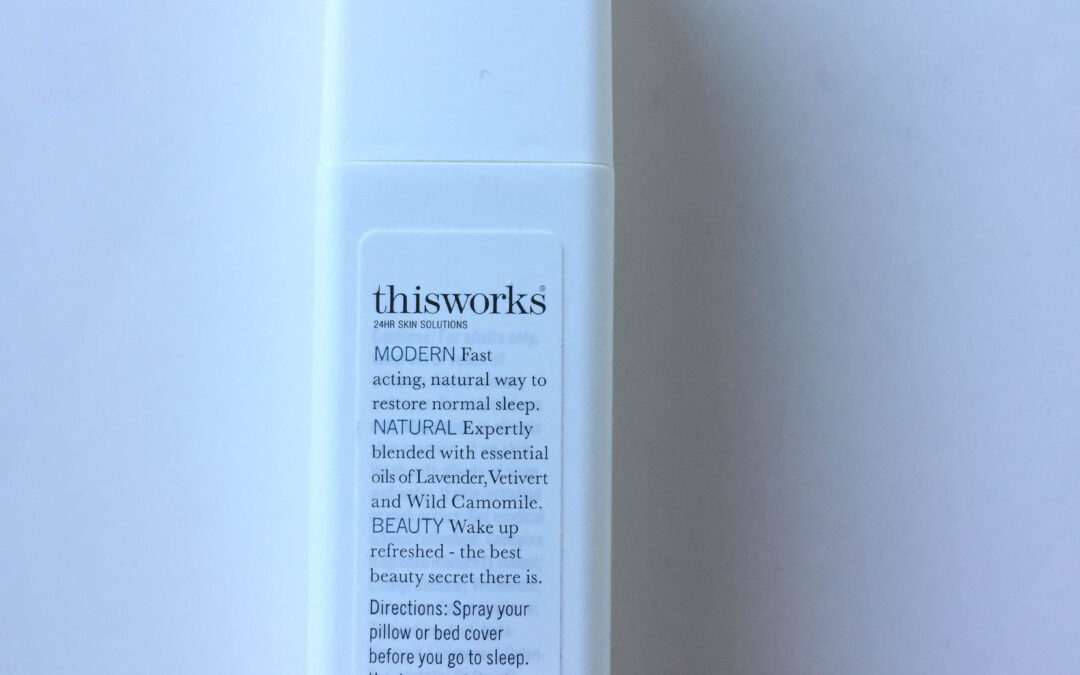 thisworks®
24HR SKIN SOLUTIONS
MODERN Fast
acting, natural way to
restore normal sleep.
NATURAL Expertly
blended with essential
oils of Lavender, Vetivert
and Wild Camomile.
BEAUTY Wake up
refreshed - the best
beauty secret there is.
Directions: Spray your
pillow or bed cover
before you go to sleep.